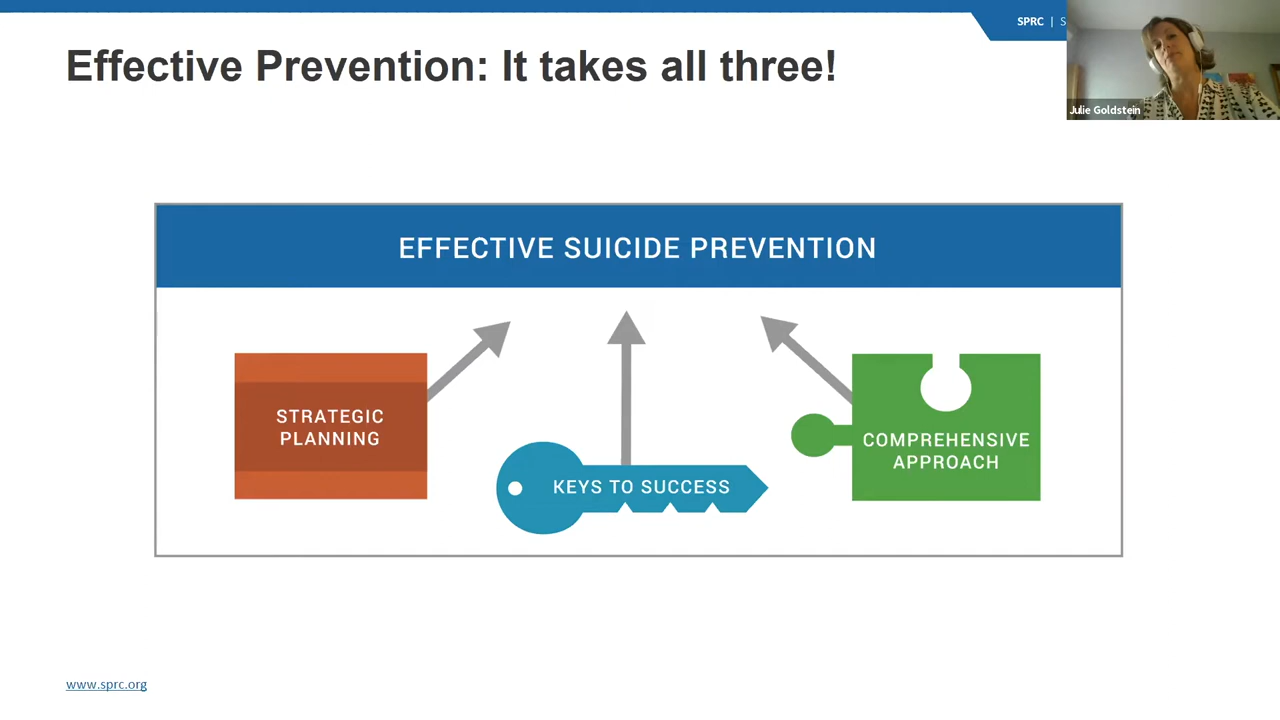 SPRC | S
Effective Prevention: It takes all three!
Julie Goldstein
EFFECTIVE SUICIDE PREVENTION
STRATEGIC
PLANNING
KEYS TO SUCCESS
COMPREHENSIVE
APPROACH
www.sprc.org